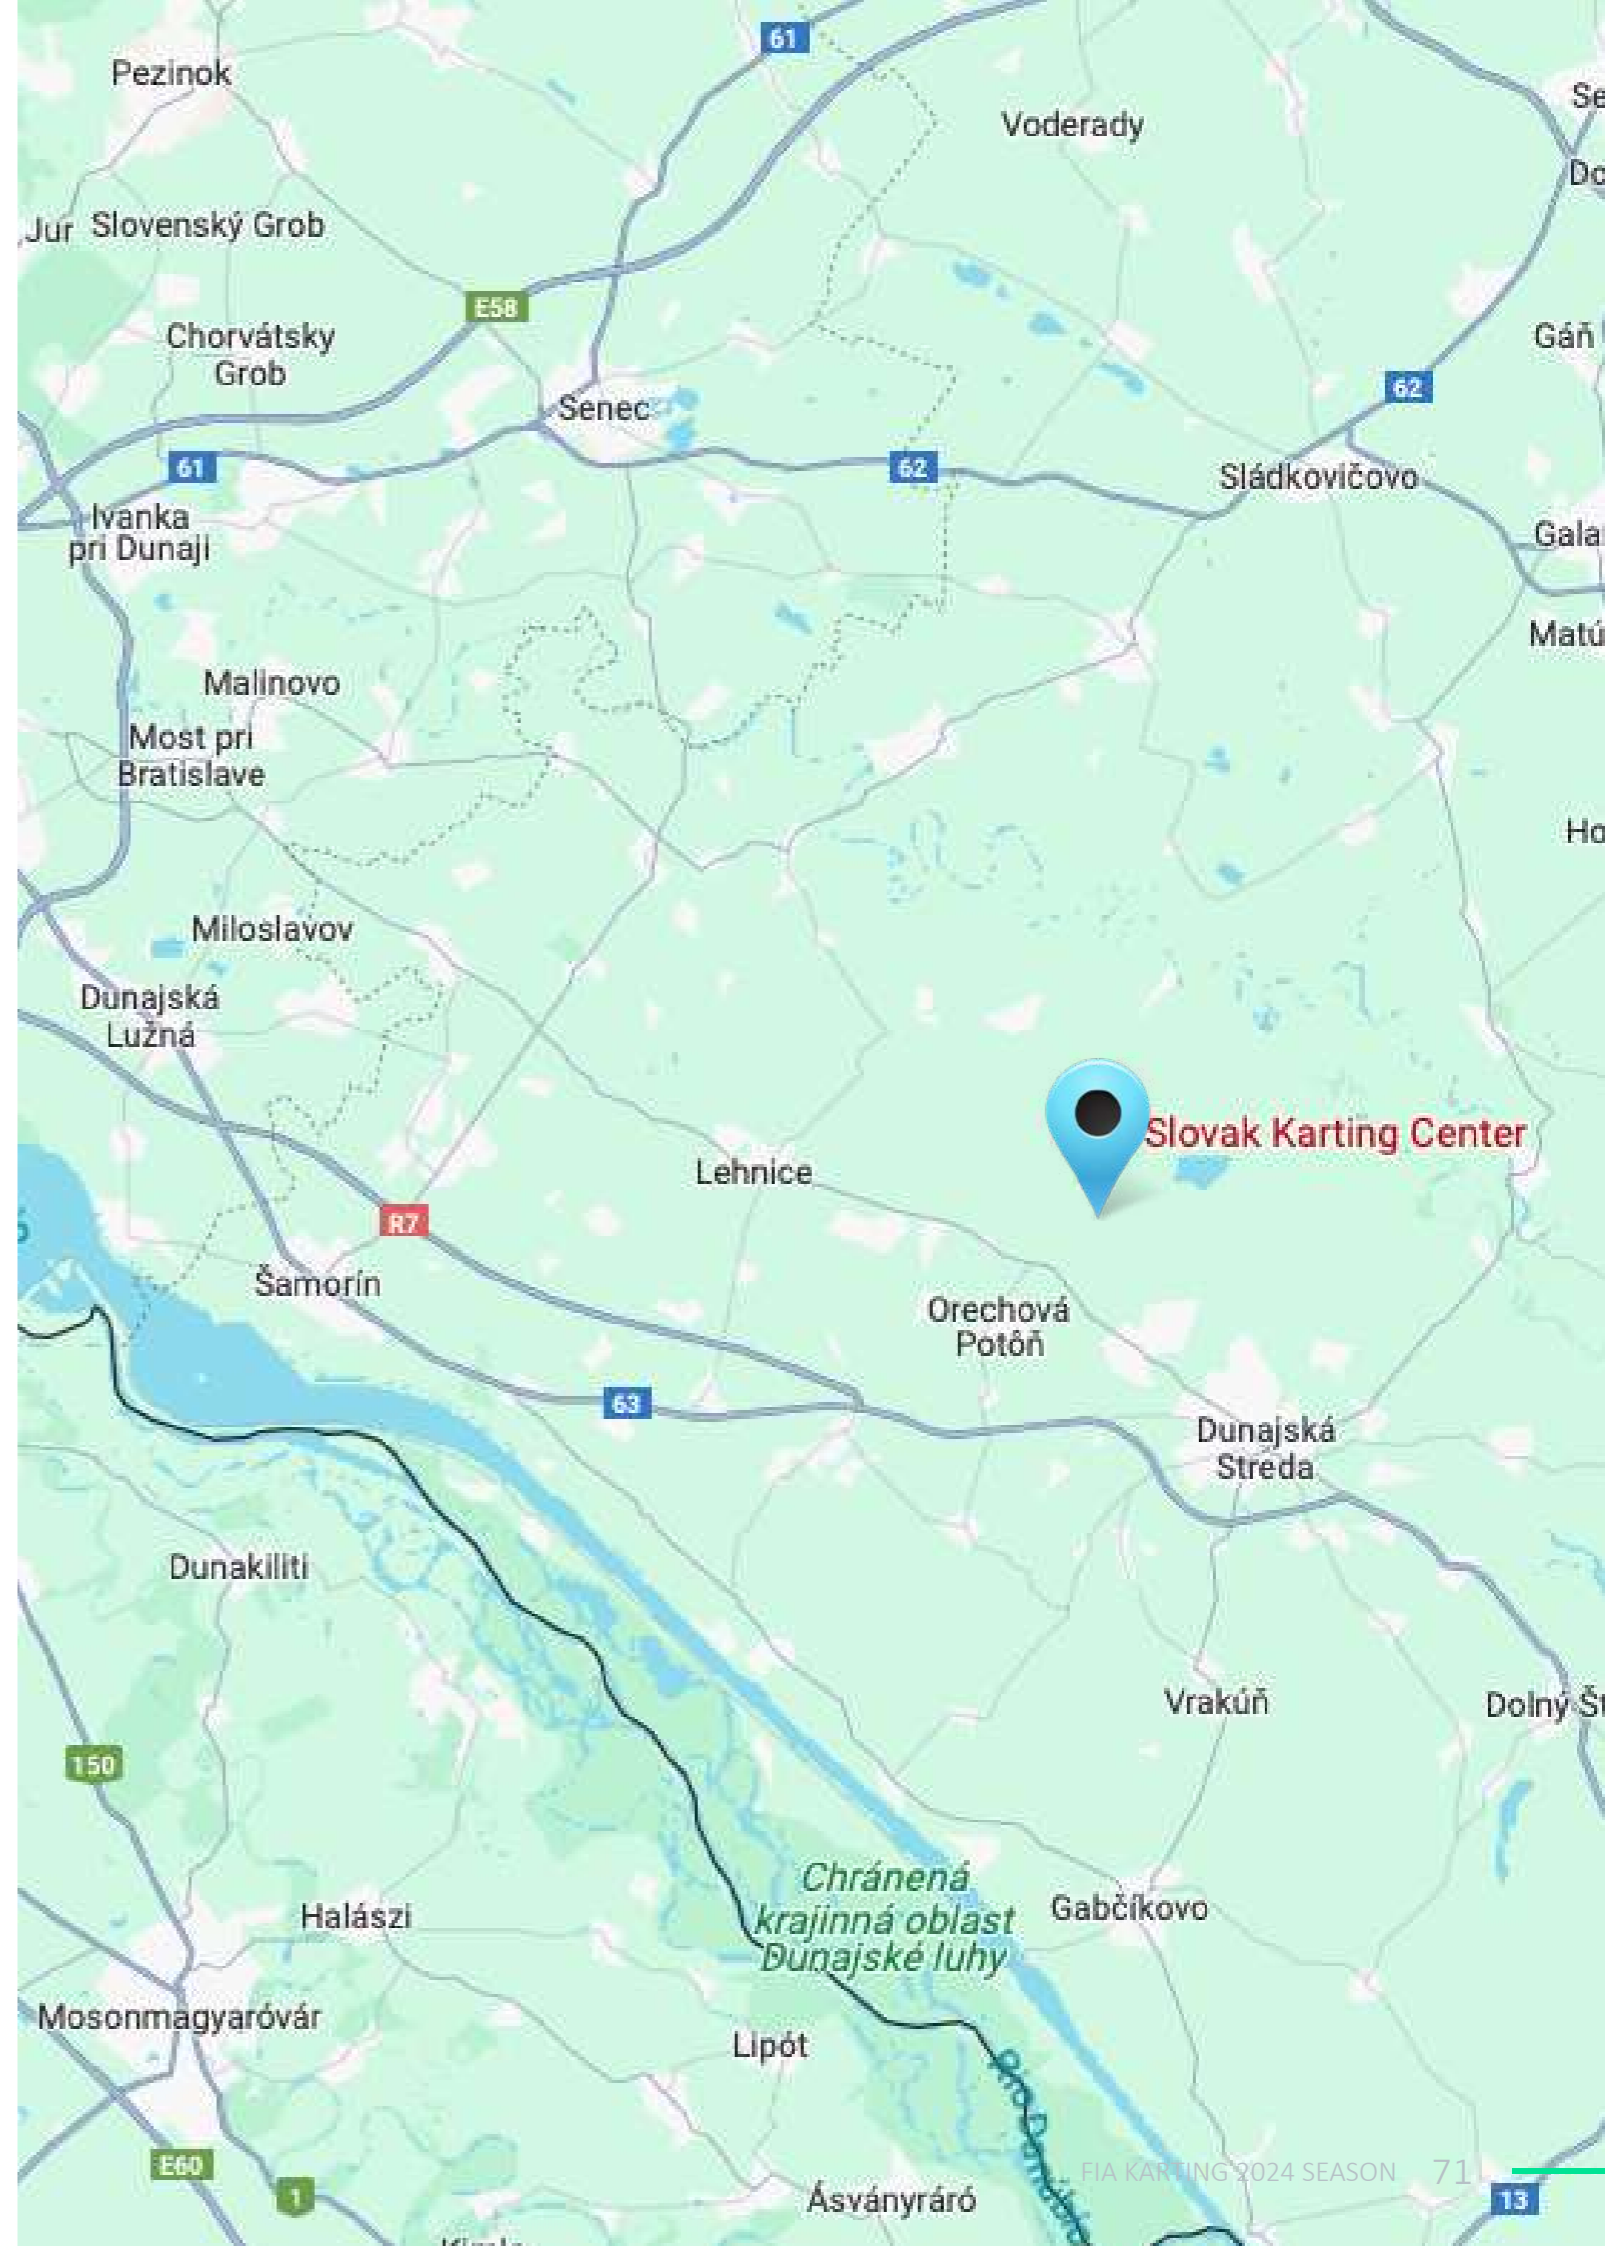 61
Pezinok
Se
Voderady
Do
Jur
Slovenský Grob
E58
Chorvátsky
Grob
Gáň
62
Senec
61
62
Sládkovičovo
Ivanka
pri Dunaji
Gala
Matú
Malinovo
Most pri
Bratislave
Ho
Miloslavov
Dunajská
Lužná
Slovak Karting Center
Lehnice
R7
Šamorín
Orechová
Potôň
63
Dunajská
Streda
Dunakiliti
Vrakúň
Dolný Št
150
Chránená
krajinná oblast
Dunajské luhy
Halászi
Gabčíkovo
Mosonmagyaróvár
Lipót
E60
FIA KARTING 2024 SEASON 71
1
Ásványráró
13